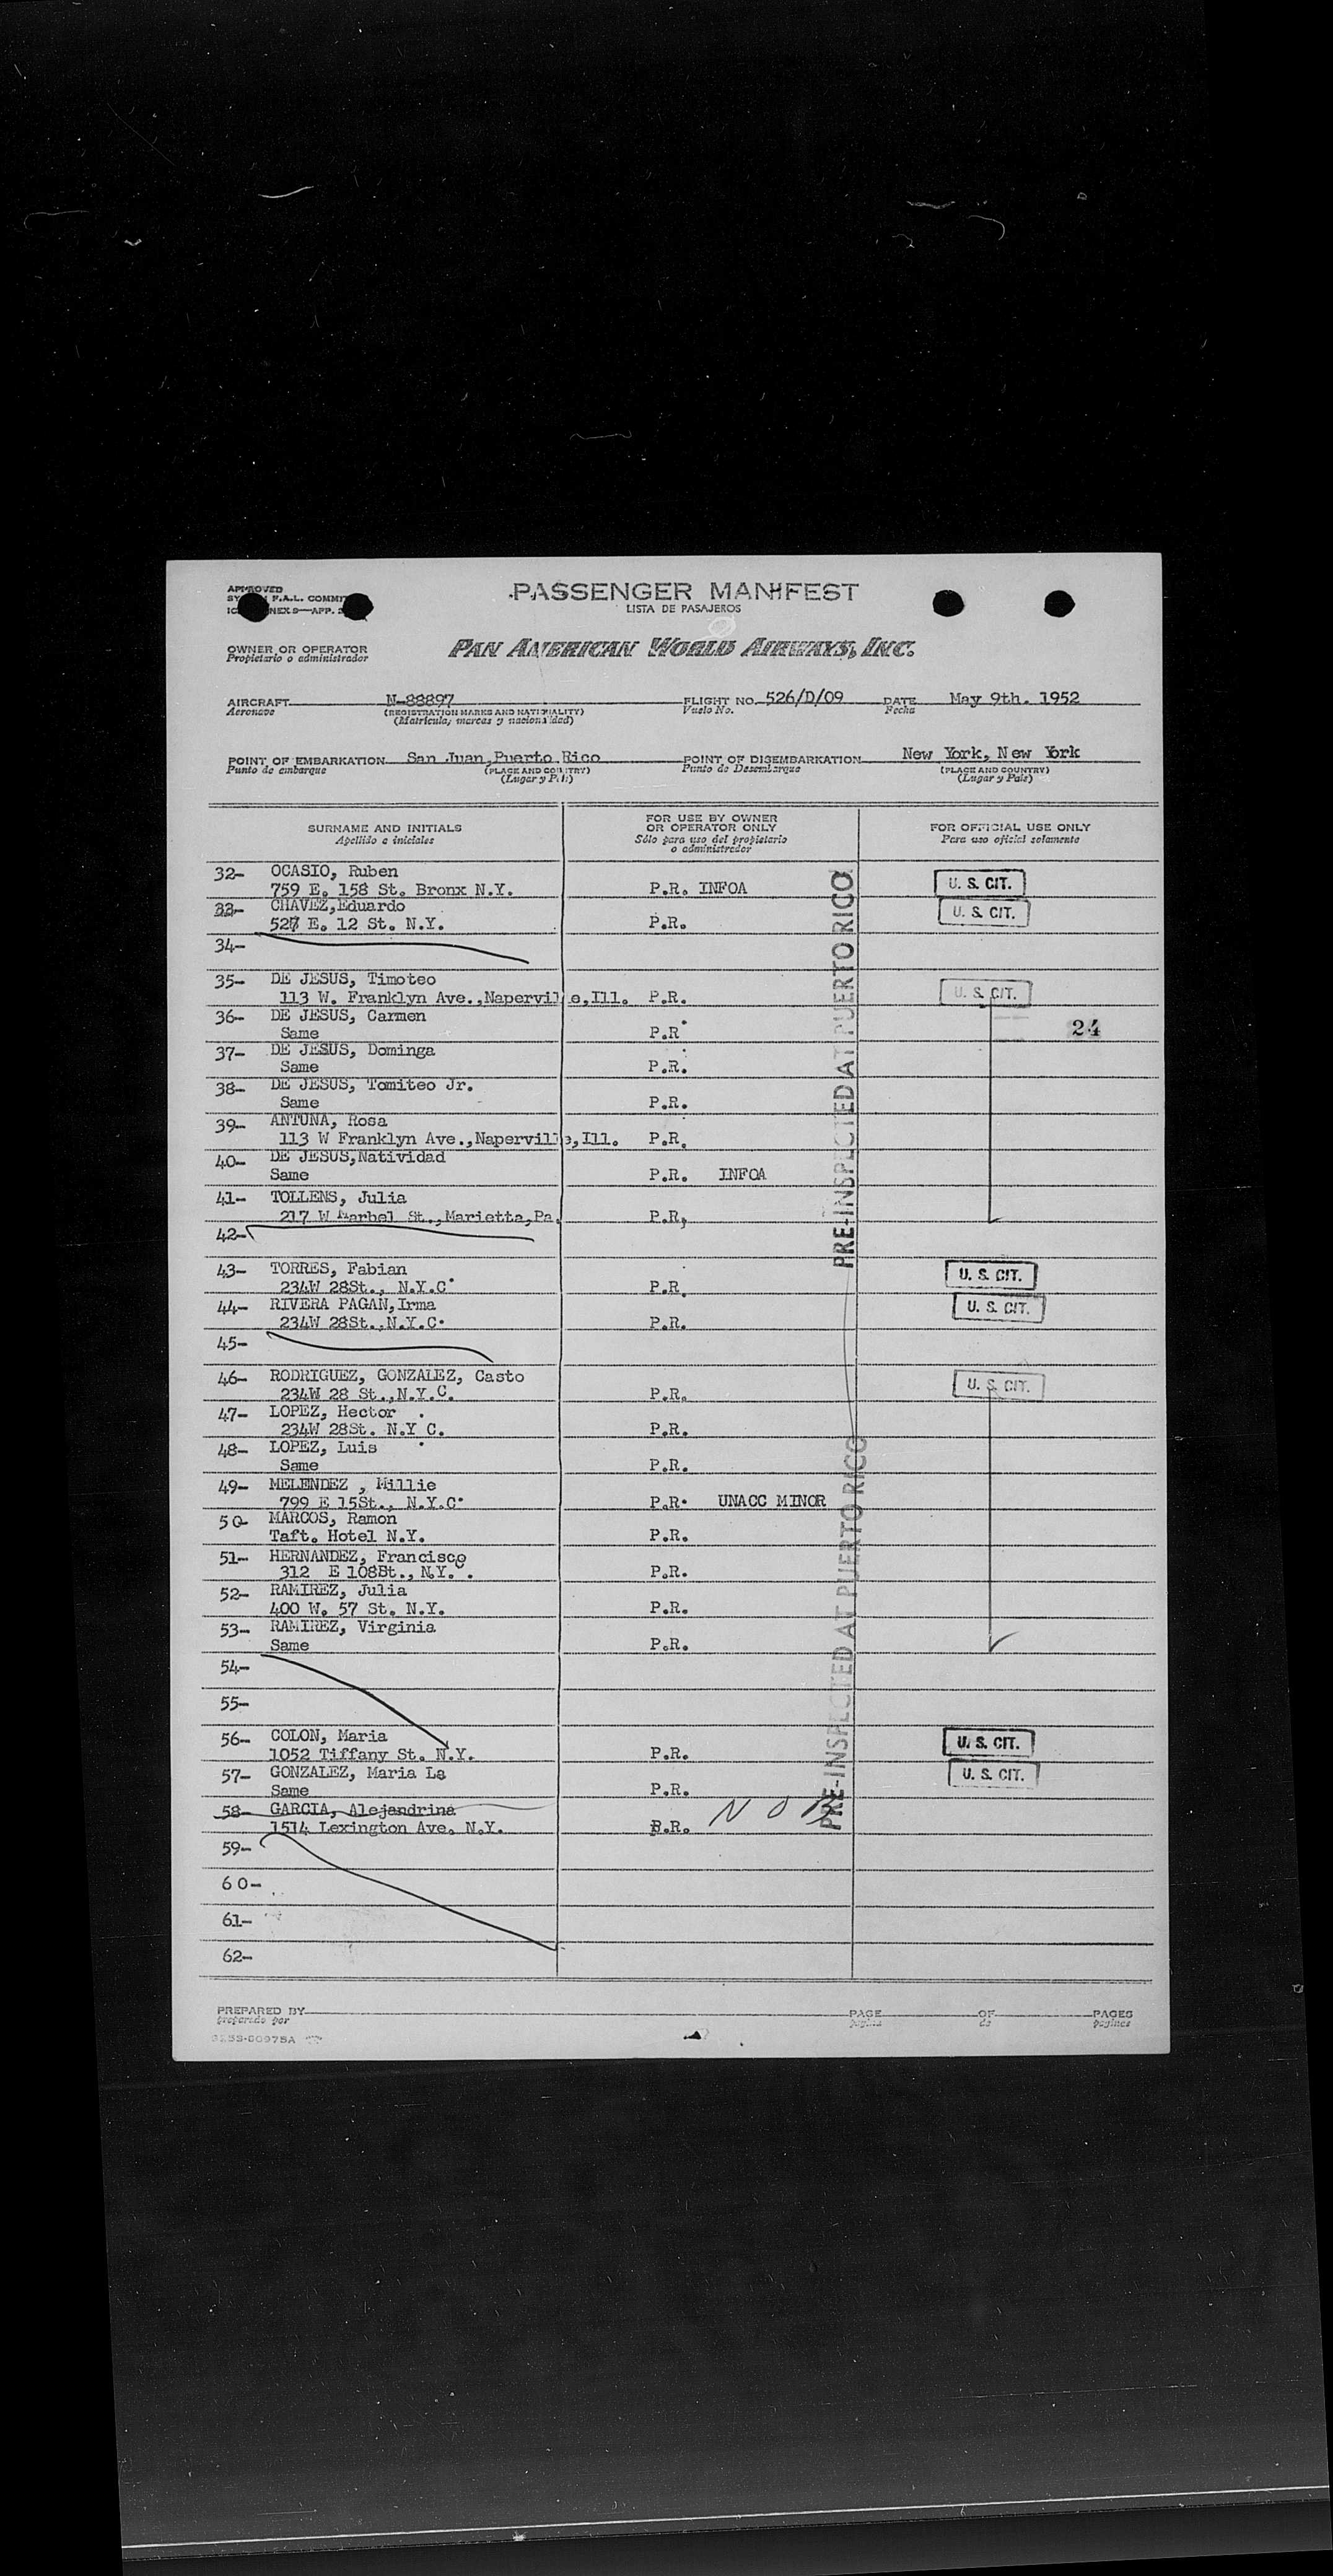 PASSENGER MANIFEST
LISTA DE PASAJEROS
APPROVED
F.A.L.
OWNER OR OPERATOR
Propietario o administrador
PAN AMERICAN WORLD AIRWAYS, INC.
AIRCRAFT N-88897 FLIGHT NO. 526/D/09 DATE May 9th. 1952
Aeronave (REGISTRATION MARKS AND NATIONALITY) Vuelo No. Fecha
(Matricula, marcas y nacionalidad)
POINT OF EMBARKATION San Juan,Puerto Rico POINT OF DISEMBARKATION New York, New York
Punto de embarque (PLACE AND COUNTRY) Punto de Desembarque (PLACE AND COUNTRY)
(Lugar y País) (Lugar y País)
SURNAME AND INITIALS FOR USE BY OWNER OR OPERATOR ONLY FOR OFFICIAL USE ONLY
Apellido e iniciales Sólo para uso del propietario o administrador Para uso oficial solamente
32- OCASIO, Ruben
759 E. 158 St. Bronx N.Y. P.R. INFOA U. S. CIT.
33- CHAVEZ,Eduardo
527 E. 12 St. N.Y. P.R. U. S. CIT.
34-
35- DE JESUS, Timoteo
113 W. Franklyn Ave.,Naperville,Ill. P.R. U. S. CIT.
36- DE JESUS, Carmen
Same P.R. 24
37- DE JESUS, Dominga
Same P.R.
38- DE JESUS, Tomiteo Jr.
Same P.R.
39- ANTUNA, Rosa
113 W Franklyn Ave.,Naperville,Ill. P.R.
40- DE JESUS,Natividad
Same P.R. INFOA
41- TOLLENS, Julia
217 W St.,Marietta,Pa. P.R.
42-
43- TORRES, Fabian
234W 28St., N.Y.C. P.R. U. S. CIT.
44- RIVERA PAGAN,Irma
234W 28St.,N.Y.C. P.R. U. S. CIT.
45-
46- RODRIGUEZ, GONZALEZ, Casto
234W 28 St.,N.Y.C. P.R. U. S. CIT.
47- LOPEZ, Hector
234W 28St. N.Y C. P.R.
48- LOPEZ, Luis
Same P.R.
49- MELENDEZ , Millie
799 E 15St., N.Y.C. P.R. UNACC MINOR
50- MARCOS, Ramon
Taft. Hotel N.Y. P.R.
51- HERNANDEZ, Francisco
312 E 108St., N.Y.C. P.R.
52- RAMIREZ, Julia
400 W. 57 St. N.Y. P.R.
53- RAMIREZ, Virginia
Same P.R.
54-
55-
56- COLON, Maria
1052 Tiffany St. N.Y. P.R. U. S. CIT.
57- GONZALEZ, Maria La
Same P.R. U. S. CIT.
58- GARCIA, Alejandrina
1514 Lexington Ave. N.Y. P.R. NOB
59-
60-
61-
62-
PRE-INSPECTED AT PUERTO RICO
PRE-INSPECTED AT PUERTO RICO
PREPARED BY PAGE OF PAGES
preparado por página de páginas